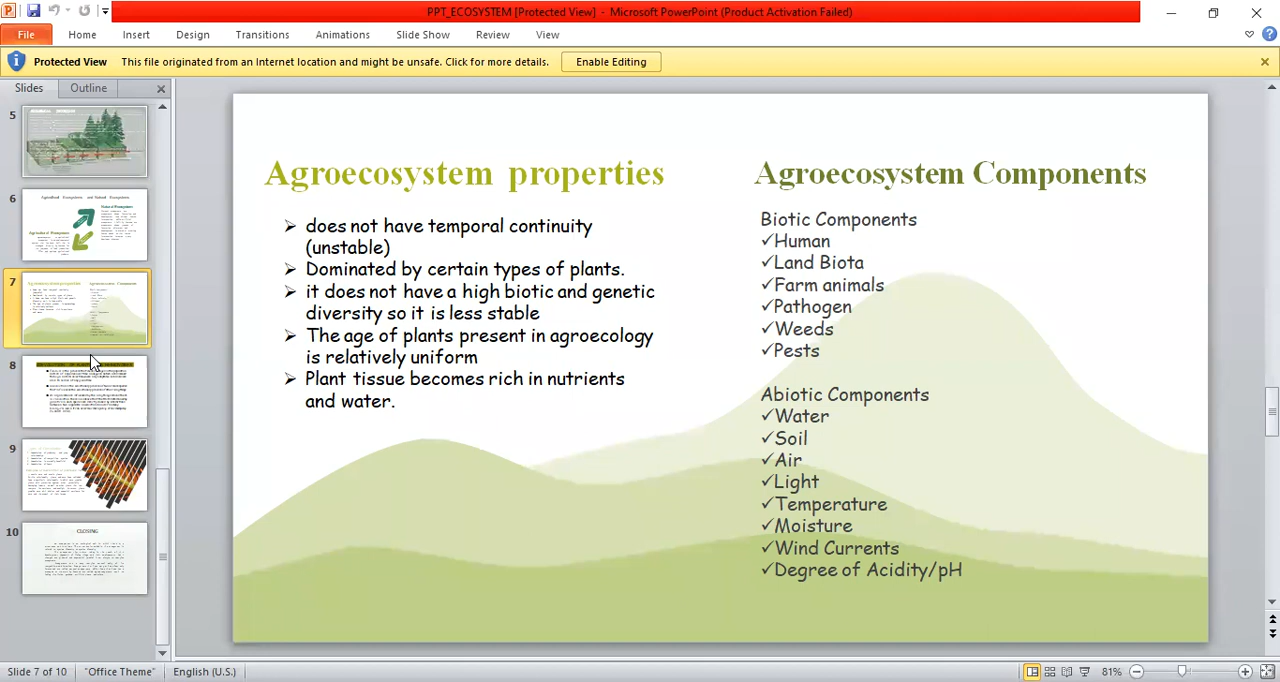 PPT_ECOSYSTEM [Protected View] - Microsoft PowerPoint (Product Activation Failed)
File Home Insert Design Transitions Animations Slide Show Review View
Protected View This file originated from an Internet location and might be unsafe. Click for more details. Enable Editing
Slides Outline
5
6
7
8
9
10
CLOSING
Agroecosystem properties
➢ does not have temporal continuity
(unstable)
➢ Dominated by certain types of plants.
➢ it does not have a high biotic and genetic
diversity so it is less stable
➢ The age of plants present in agroecology
is relatively uniform
➢ Plant tissue becomes rich in nutrients
and water.
Agroecosystem Components
Biotic Components
✓Human
✓Land Biota
✓Farm animals
✓Pathogen
✓Weeds
✓Pests
Abiotic Components
✓Water
✓Soil
✓Air
✓Light
✓Temperature
✓Moisture
✓Wind Currents
✓Degree of Acidity/pH
Slide 7 of 10 "Office Theme" English (U.S.) 81%